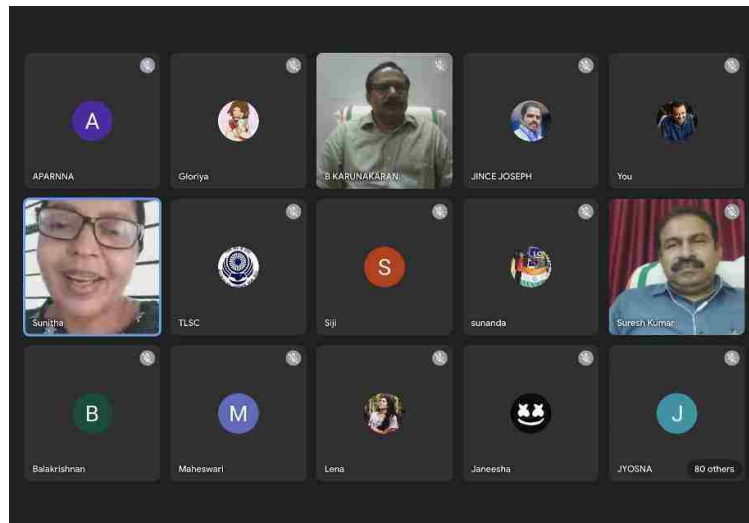 A
APARNNA
Gloriya
B KARUNAKARAN.
JINCE JOSEPH
You
Sunitha
TLSC
S
Siji
sunanda
Suresh Kumar
B
Balakrishnan
M
Maheswari
Lena
Janeesha
J
JYOSNA
80 others